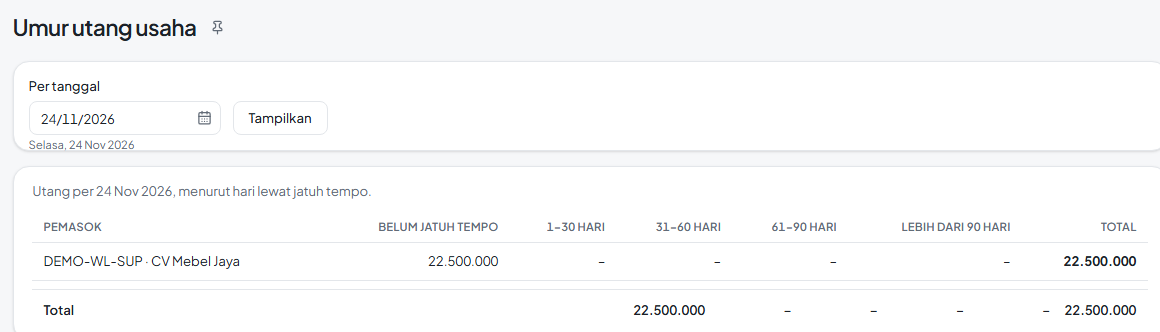 Umur utang usaha
Per tanggal
24/11/2026 Tampilkan
Selasa, 24 Nov 2026
Utang per 24 Nov 2026, menurut hari lewat jatuh tempo.
PEMASOK BELUM JATUH TEMPO 1–30 HARI 31–60 HARI 61–90 HARI LEBIH DARI 90 HARI TOTAL
DEMO-WL-SUP · CV Mebel Jaya 22.500.000 – – – – 22.500.000
Total 22.500.000 – – – – 22.500.000